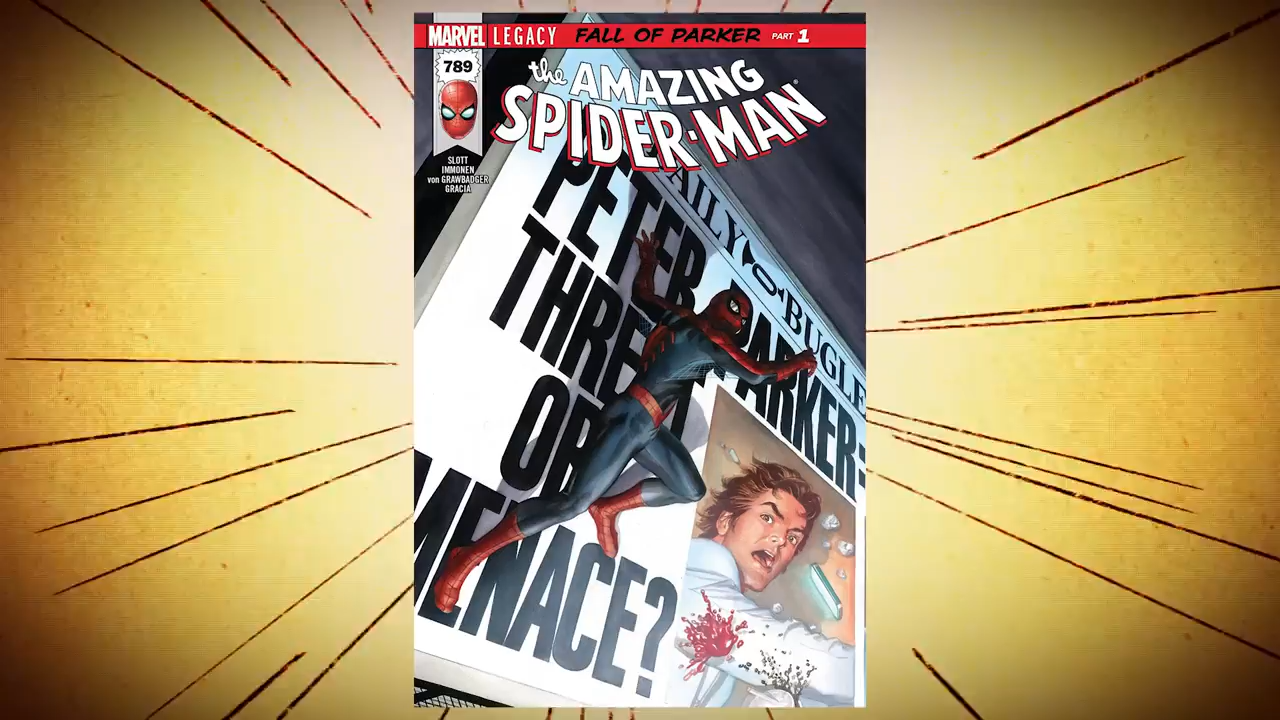 MARVEL LEGACY FALL OF PARKER PART 1
789
the AMAZING
SPIDER-MAN
SLOTT
IMMONEN
von GRAWBADGER
GRACIA
DAILY BUGLE
PETER PARKER=
THREAT
OR
MENACE?